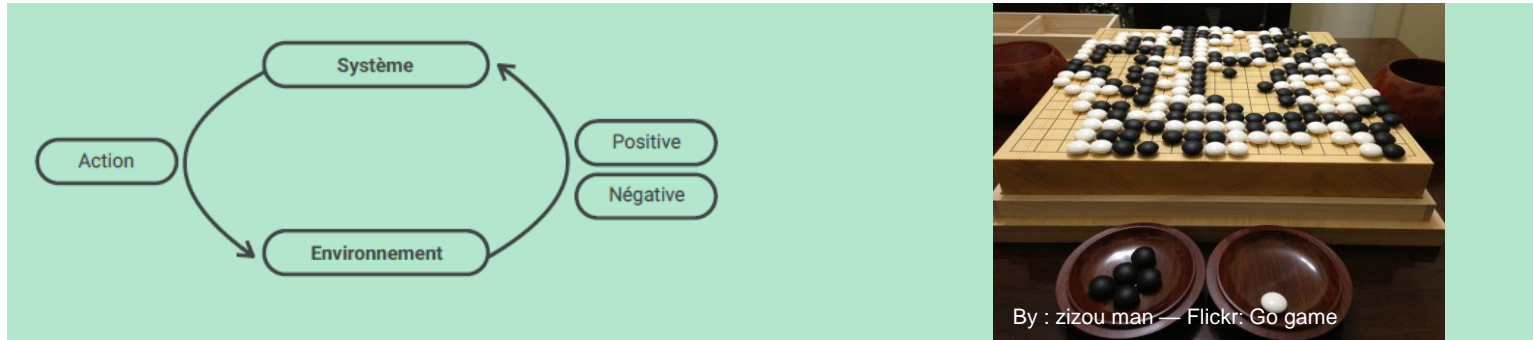 Système
Action
Positive
Négative
Environnement
By : zizou man — Flickr: Go game